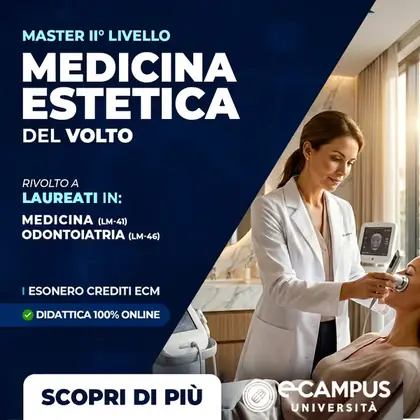 MASTER II° LIVELLO
MEDICINA
ESTETICA
DEL VOLTO
RIVOLTO A
LAUREATI IN:
MEDICINA (LM-41)
ODONTOIATRIA (LM-46)
ESONERO CREDITI ECM
DIDATTICA 100% ONLINE
SCOPRI DI PIÙ
e-CAMPUS
UNIVERSITÀ